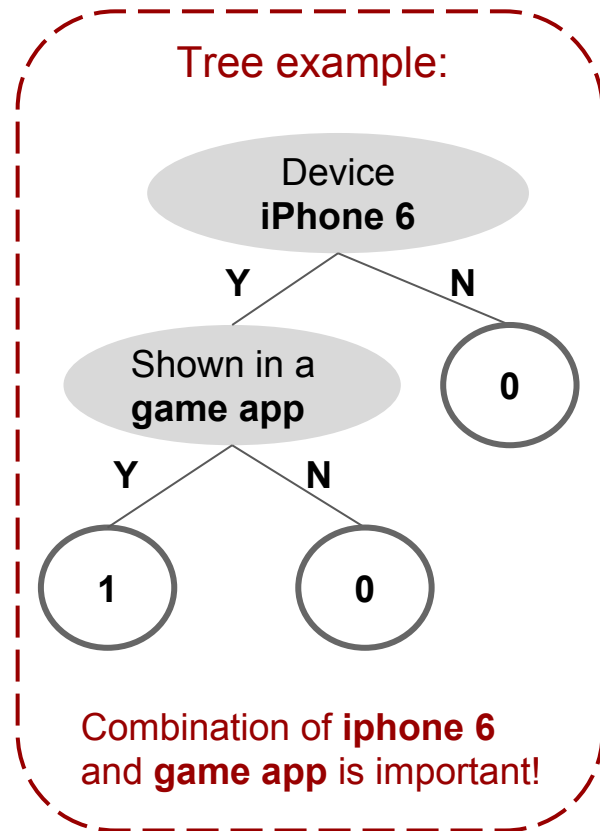 Tree example:
Device
iPhone 6
Y
N
Shown in a
game app
0
Y
N
1
0
Combination of iphone 6
and game app is important!